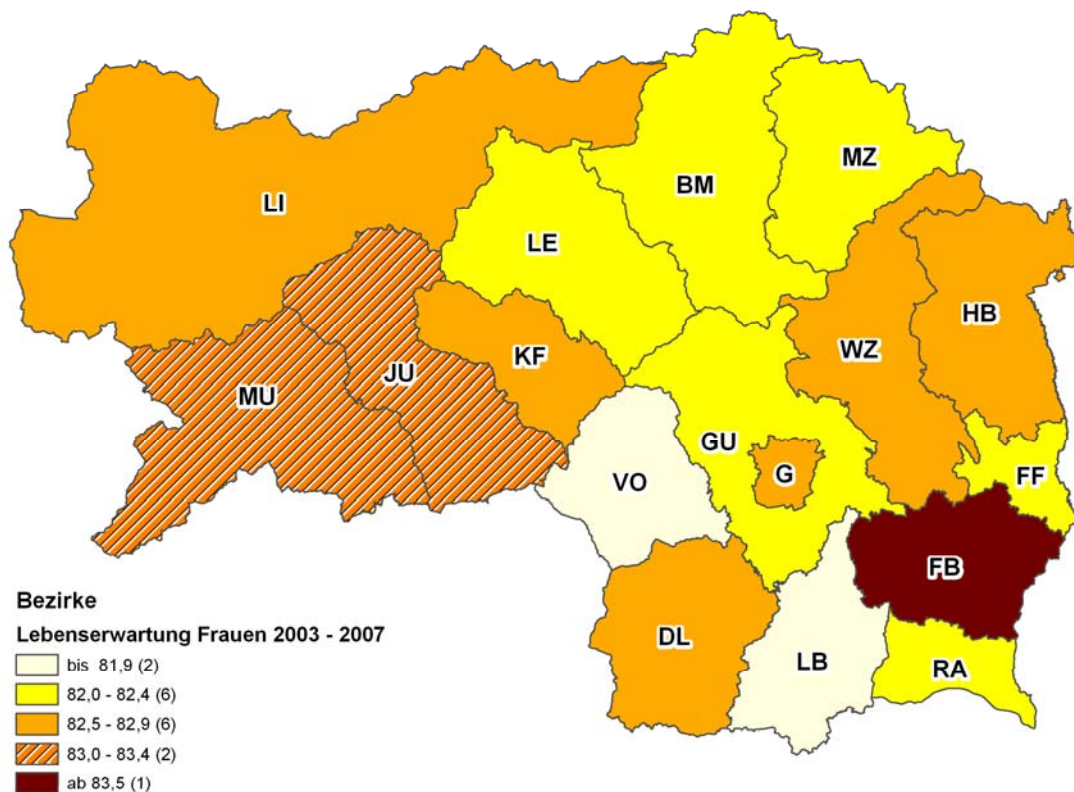 MZ
BM
LI
LE
HB
WZ
KF
JU
MU
GU
G
FF
VO
FB
DL
LB
RA
Bezirke
Lebenserwartung Frauen 2003 - 2007
bis 81,9 (2)
82,0 - 82,4 (6)
82,5 - 82,9 (6)
83,0 - 83,4 (2)
ab 83,5 (1)